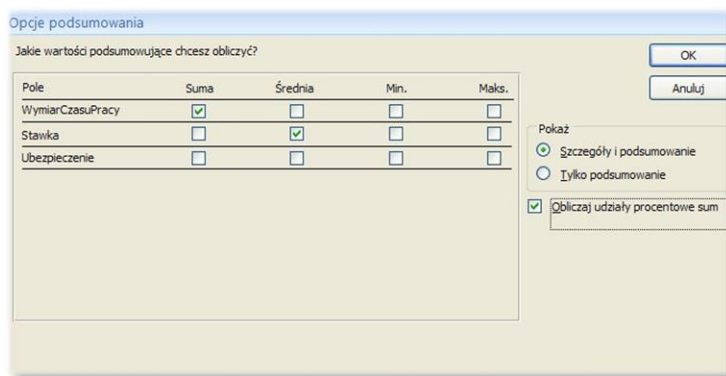 Opcje podsumowania
Jakie wartości podsumowujące chcesz obliczyć?
OK
Anuluj
Pole Suma Średnia Min. Maks.
WymiarCzasuPracy
Stawka
Ubezpieczenie
Pokaż
Szczegóły i podsumowanie
Tylko podsumowanie
Obliczaj udziały procentowe sum